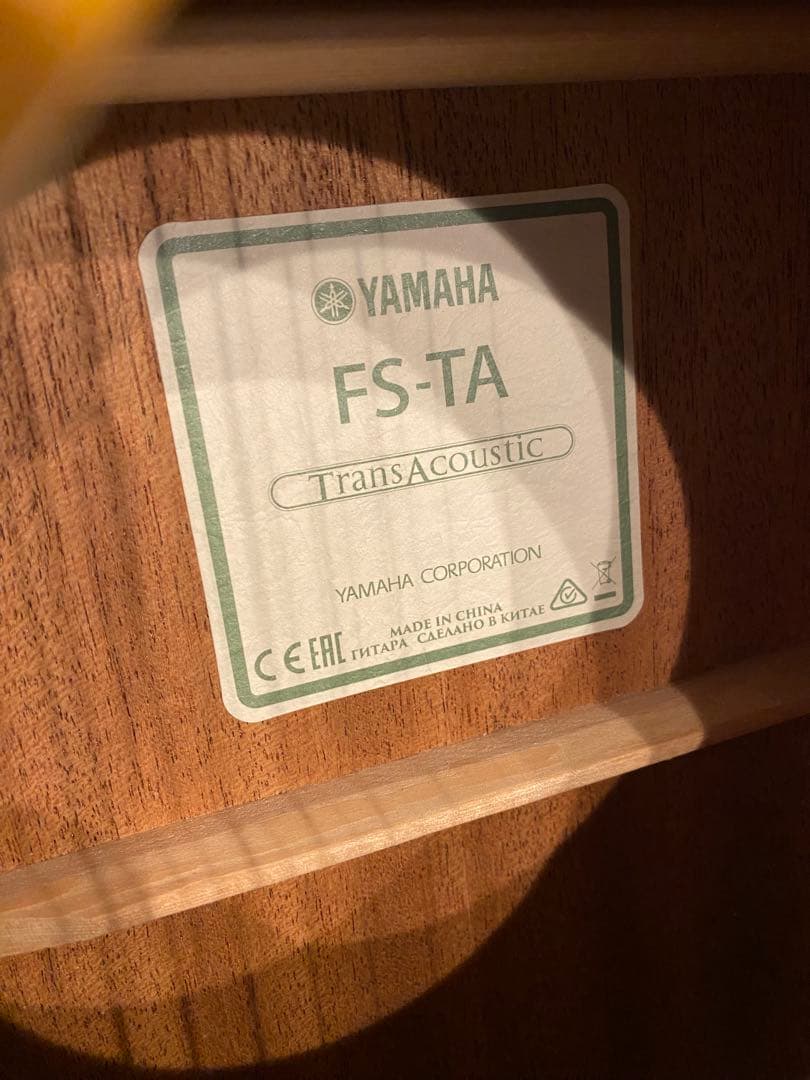 YAMAHA
FS-TA
TransAcoustic
YAMAHA CORPORATION
MADE IN CHINA
CE EAC ГИТАРА СДЕЛАНО В КИТАЕ